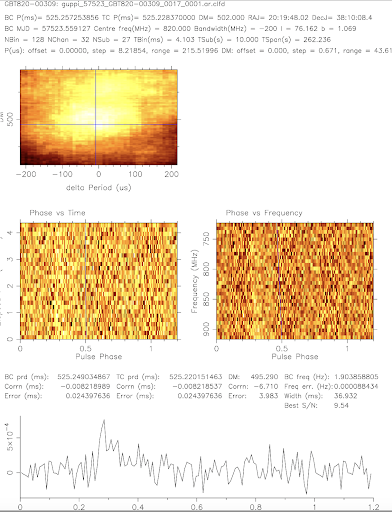 GBT820-00309: guppi_57523_GBT820-00309_0017_0001.ar.clfd
BC P(ms)= 525.257253856 TC P(ms)= 525.228370000 DM= 502.000 RAJ= 20:19:48.02 DecJ= 38:10:08.4
BC MJD = 57523.559127 Centre freq(MHz) = 820.000 Bandwidth(MHz) = -200 l = 76.162 b = 1.069
NBin = 128 NChan = 32 NSub = 27 TBin(ms) = 4.103 TSub(s) = 10.000 TSpan(s) = 262.236
P(us): offset = 0.00000, step = 8.21854, range = 215.51996 DM: offset = 0.000, step = 0.671, range = 43.61
500
-200 -100 0 100 200
delta Period (us)
Phase vs Time
0 1 2 3 4
0 0.5 1
Pulse Phase
Phase vs Frequency
Frequency (MHz)
750 800 850 900
0 0.5 1
Pulse Phase
BC prd (ms): 525.249034867 TC prd (ms): 525.220151463 DM: 495.290 BC freq (Hz): 1.903858805
Corrn (ms): -0.008218989 Corrn (ms): -0.008218537 Corrn: -6.710 Freq err. (Hz): 0.000088434
Error (ms): 0.024397636 Error (ms): 0.024397636 Error: 3.983 Width (ms): 36.932
Best S/N: 9.54
0 5×10⁻⁴
0 0.2 0.4 0.6 0.8 1 1.2